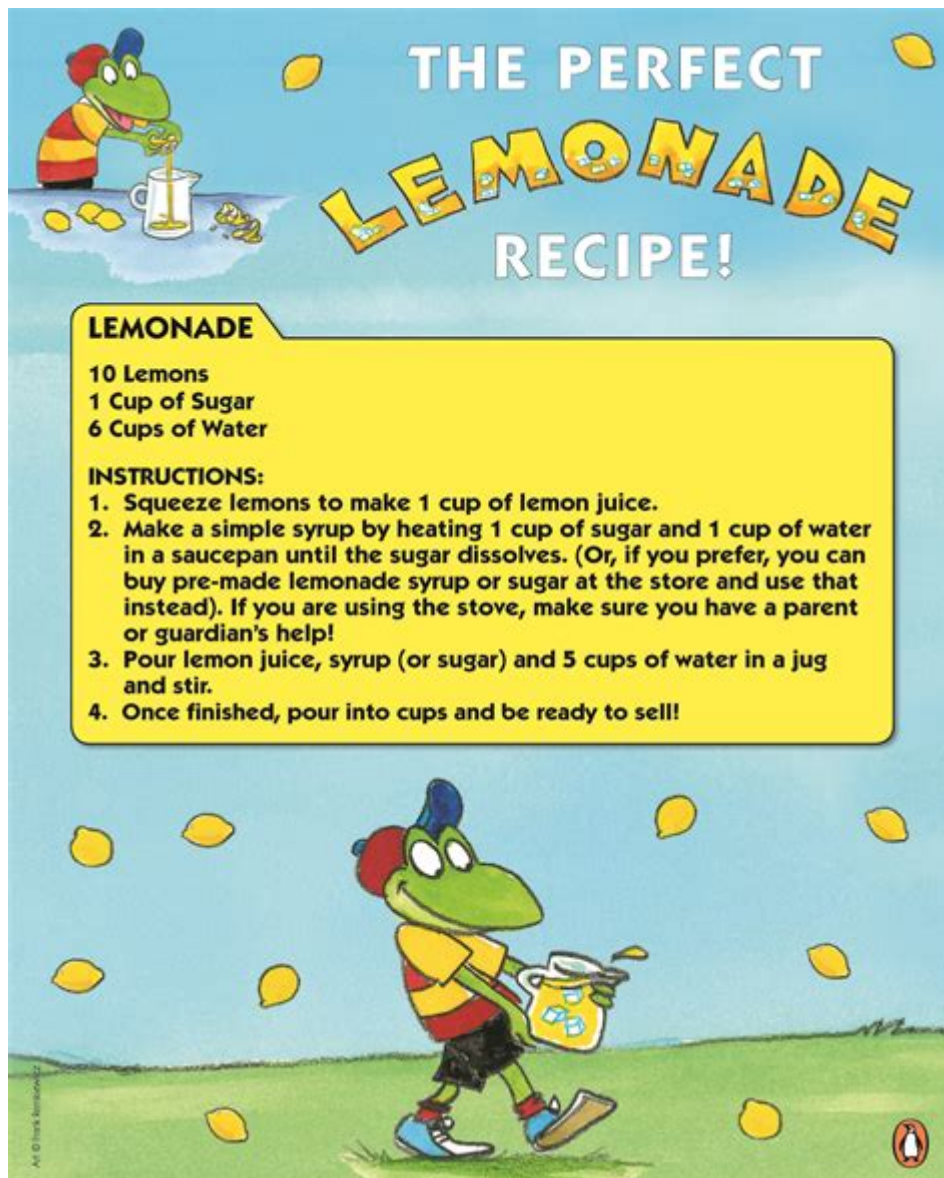 THE PERFECT
LEMONADE
RECIPE!
LEMONADE
10 Lemons
1 Cup of Sugar
6 Cups of Water
INSTRUCTIONS:
1. Squeeze lemons to make 1 cup of lemon juice.
2. Make a simple syrup by heating 1 cup of sugar and 1 cup of water
in a saucepan until the sugar dissolves. (Or, if you prefer, you can
buy pre-made lemonade syrup or sugar at the store and use that
instead). If you are using the stove, make sure you have a parent
or guardian's help!
3. Pour lemon juice, syrup (or sugar) and 5 cups of water in a jug
and stir.
4. Once finished, pour into cups and be ready to sell!
Art © Frank Remkiewicz